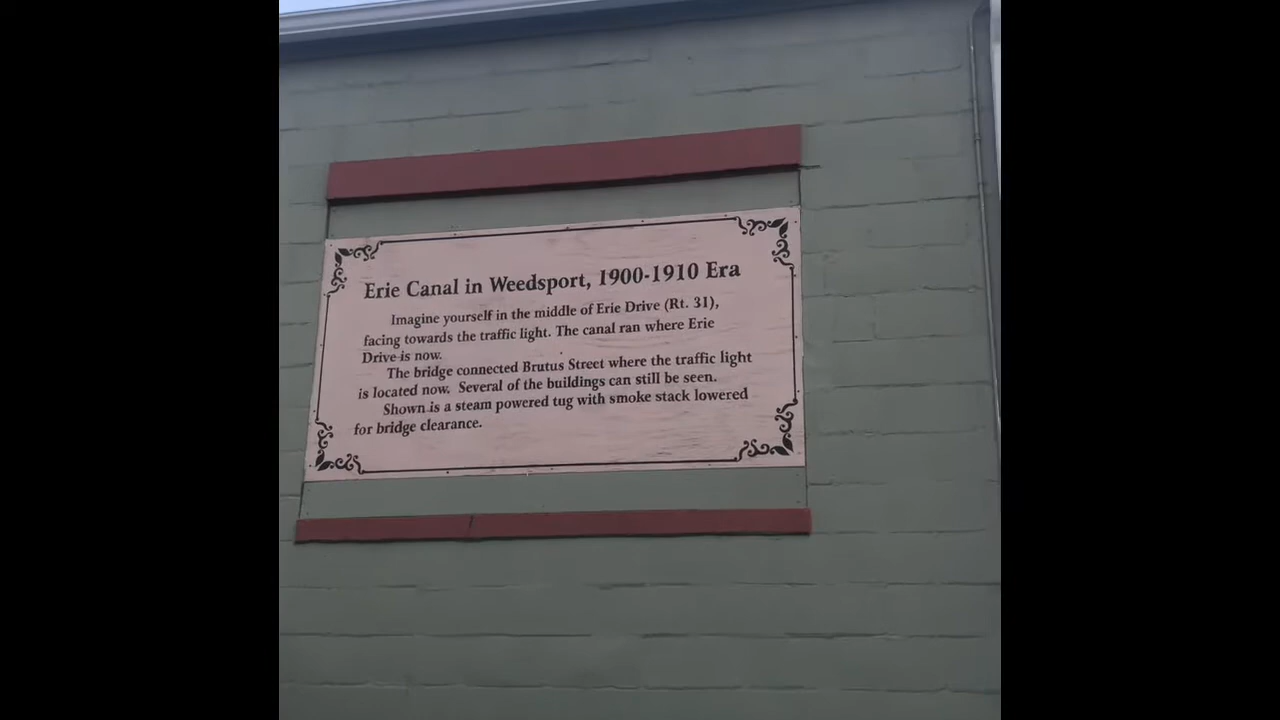 Erie Canal in Weedsport, 1900-1910 Era
Imagine yourself in the middle of Erie Drive (Rt. 31),
facing towards the traffic light. The canal ran where Erie
Drive is now.
The bridge connected Brutus Street where the traffic light
is located now. Several of the buildings can still be seen.
Shown is a steam powered tug with smoke stack lowered
for bridge clearance.